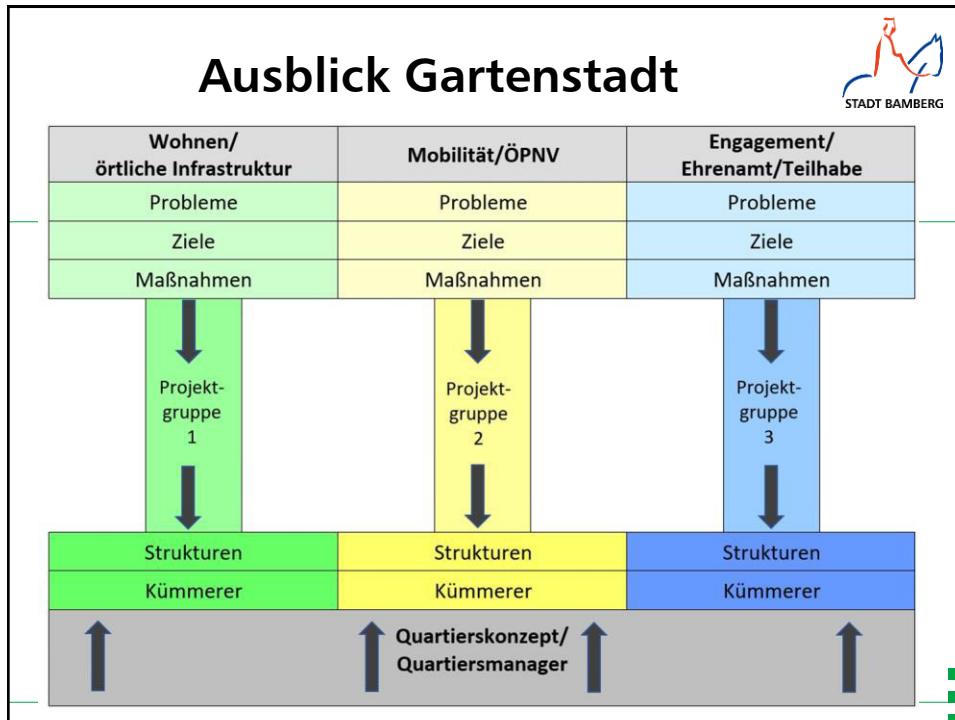 Ausblick Gartenstadt
STADT BAMBERG
Wohnen/
örtliche Infrastruktur
Mobilität/ÖPNV
Engagement/
Ehrenamt/Teilhabe
Probleme
Probleme
Probleme
Ziele
Ziele
Ziele
Maßnahmen
Maßnahmen
Maßnahmen
Projekt-
gruppe
1
Projekt-
gruppe
2
Projekt-
gruppe
3
Strukturen
Strukturen
Strukturen
Kümmerer
Kümmerer
Kümmerer
Quartierskonzept/
Quartiersmanager